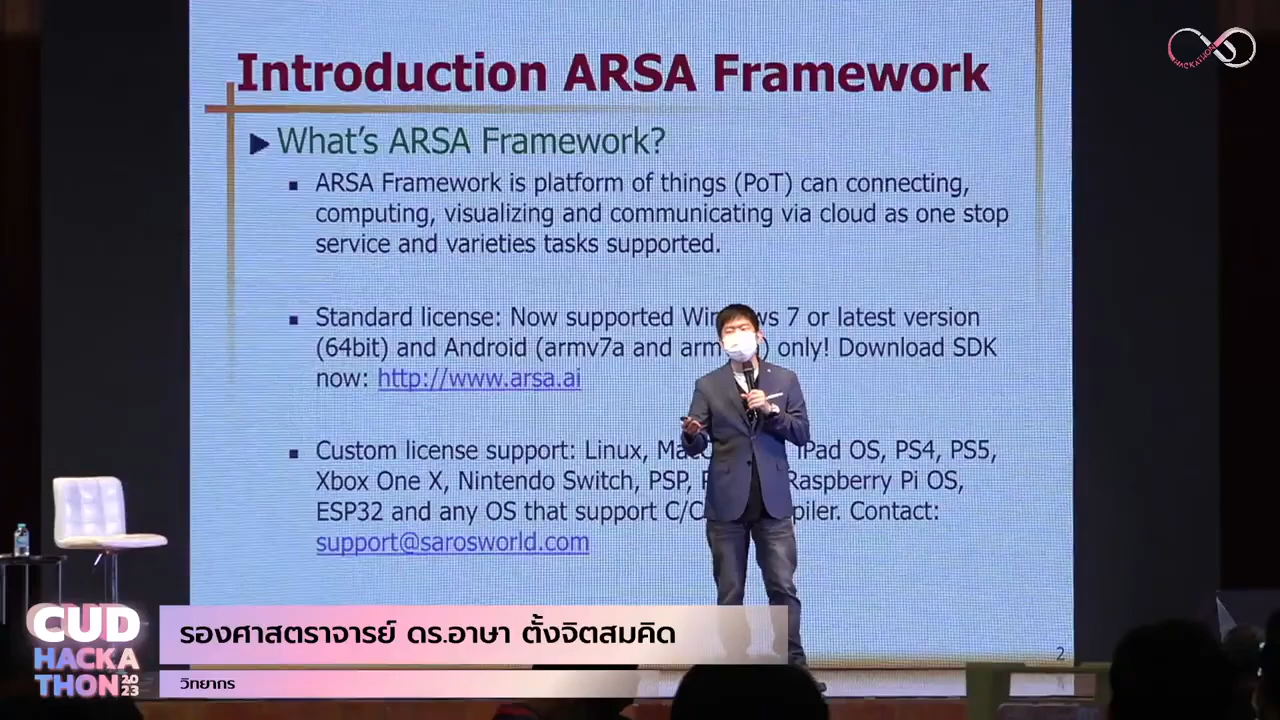 HACKATHON
Introduction ARSA Framework
What's ARSA Framework?
ARSA Framework is platform of things (PoT) can connecting,
computing, visualizing and communicating via cloud as one stop
service and varieties tasks supported.
Standard license: Now supported Windows 7 or latest version
(64bit) and Android (armv7a and arm ) only! Download SDK
now: http://www.arsa.ai
Custom license support: Linux, iPad OS, PS4, PS5,
Xbox One X, Nintendo Switch, PSP, Raspberry Pi OS,
ESP32 and any OS that support Contact:
support@sarosworld.com
2
CUD
HACKA
THON 2023
รองศาสตราจารย์ ดร.อาษา ตั้งจิตสมคิด
วิทยากร